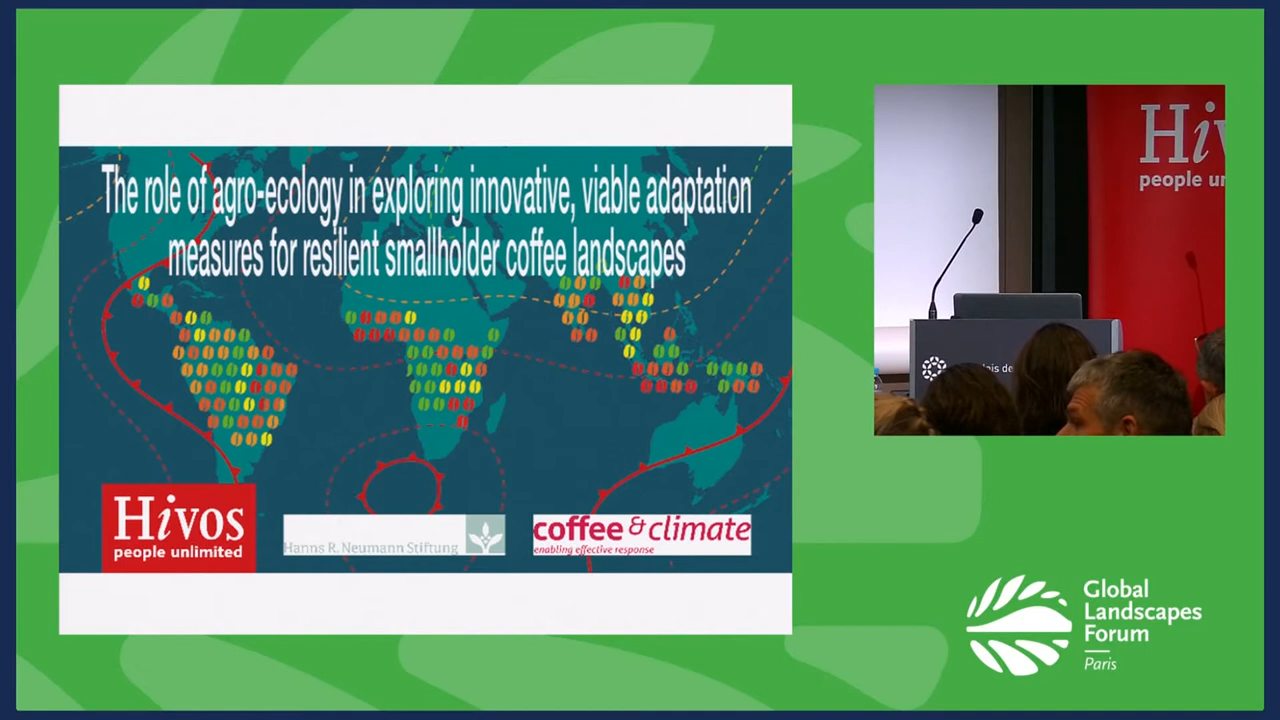 The role of agro-ecology in exploring innovative, viable adaptation
measures for resilient smallholder coffee landscapes
Hivos
people unlimited
Hanns R. Neumann Stiftung
coffee & climate
enabling effective response
Hiv
people un
Global
Landscapes
Forum
Paris